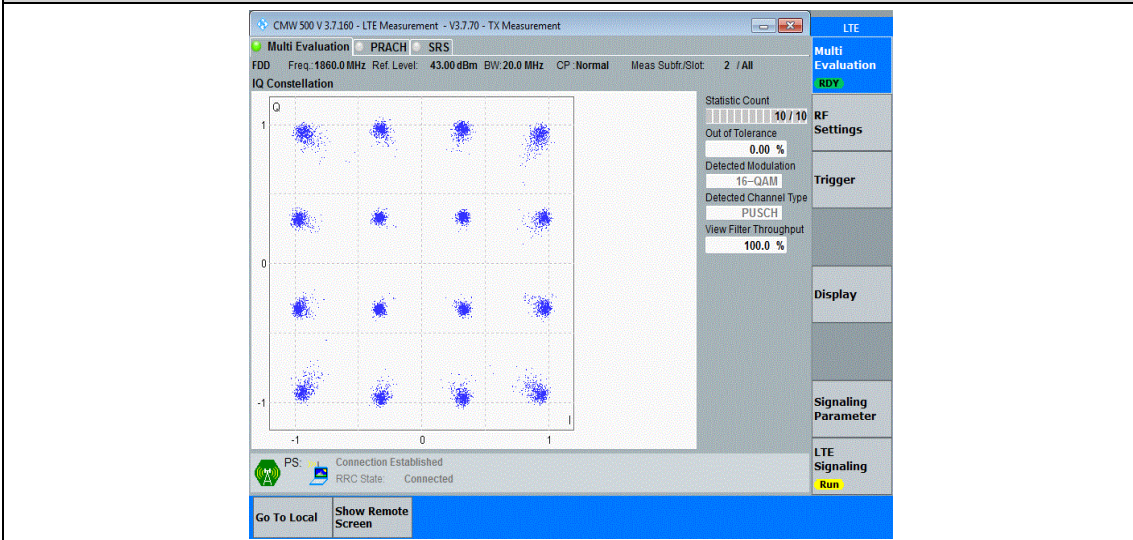 CMW 500 V 3.7.160 - LTE Measurement - V3.7.70 - TX Measurement
LTE
Multi Evaluation PRACH SRS
FDD Freq.:1860.0 MHz Ref. Level: 43.00 dBm BW:20.0 MHz CP :Normal Meas Subfr./Slot: 2 / All
IQ Constellation
Q
1
0
-1
I
-1 0 1
Statistic Count
10 / 10
Out of Tolerance
0.00 %
Detected Modulation
16-QAM
Detected Channel Type
PUSCH
View Filter Throughput
100.0 %
Multi
Evaluation
RDY
RF
Settings
Trigger
Display
Signaling
Parameter
LTE
Signaling
Run
PS: Connection Established
RRC State: Connected
Go To Local
Show Remote
Screen